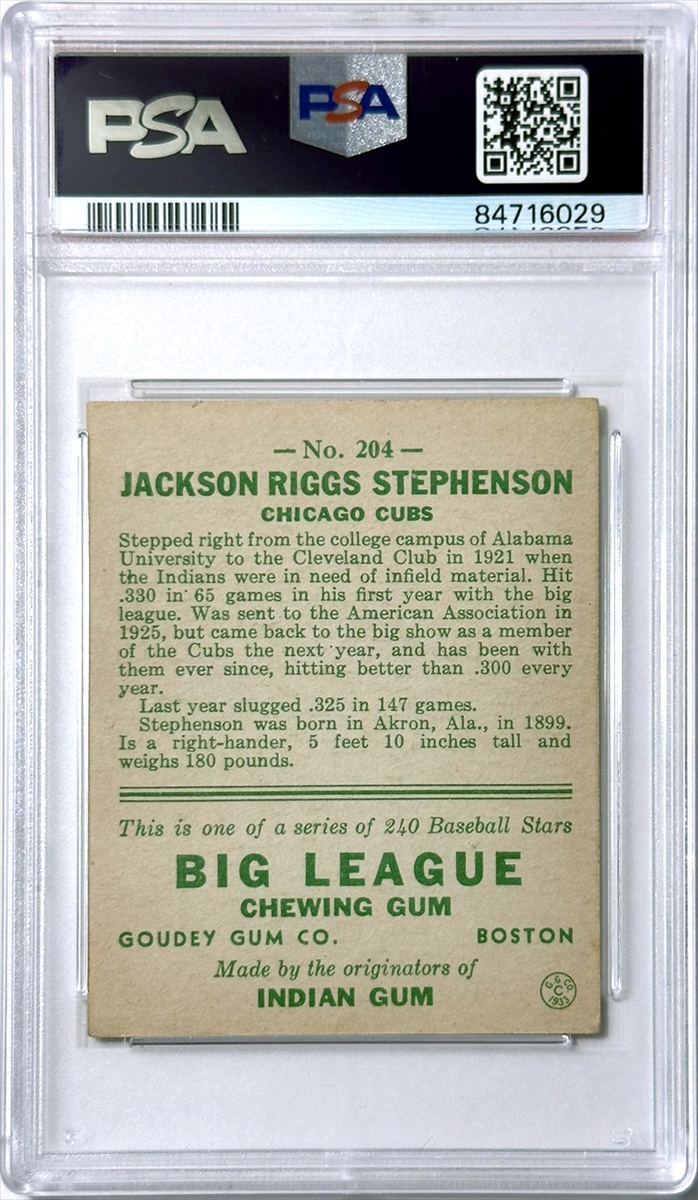 PSA
PSA
84716029
— No. 204 —
JACKSON RIGGS STEPHENSON
CHICAGO CUBS
Stepped right from the college campus of Alabama
University to the Cleveland Club in 1921 when
the Indians were in need of infield material. Hit
.330 in 65 games in his first year with the big
league. Was sent to the American Association in
1925, but came back to the big show as a member
of the Cubs the next year, and has been with
them ever since, hitting better than .300 every
year.
Last year slugged .325 in 147 games.
Stephenson was born in Akron, Ala., in 1899.
Is a right-hander, 5 feet 10 inches tall and
weighs 180 pounds.
This is one of a series of 240 Baseball Stars
BIG LEAGUE
CHEWING GUM
GOUDEY GUM CO. BOSTON
Made by the originators of
INDIAN GUM
G. G. CO.
C.
1933